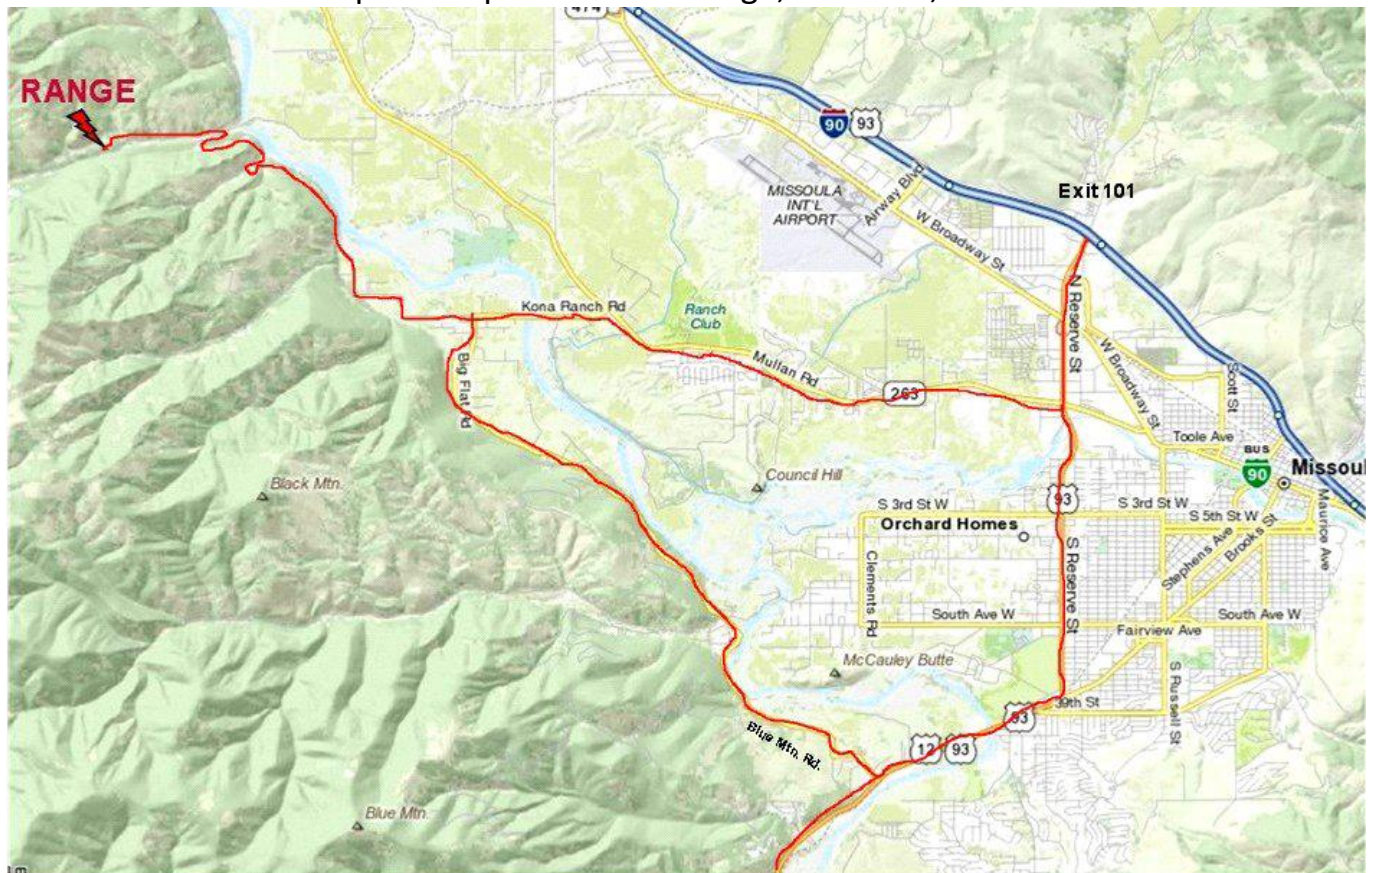 474
RANGE
90
93
Exit 101
MISSOULA
INT'L
AIRPORT
Airway Blvd
W Broadway St
N Reserve St
Kona Ranch Rd
Ranch
Club
Mullan Rd
263
Big Flat Rd
W Broadway St
Scott St
Toole Ave
BUS
90
Missoul
Black Mtn.
Council Hill
93
S 3rd St W
S 3rd St W
S 5th St W
Orchard Homes
Stephens Ave
Brooks St
Maurice Ave
Clements Rd
S Reserve St
South Ave W
South Ave W
Fairview Ave
McCauley Butte
S Russell St
39th St
93
12
93
Blue Mtn. Rd.
Blue Mtn.